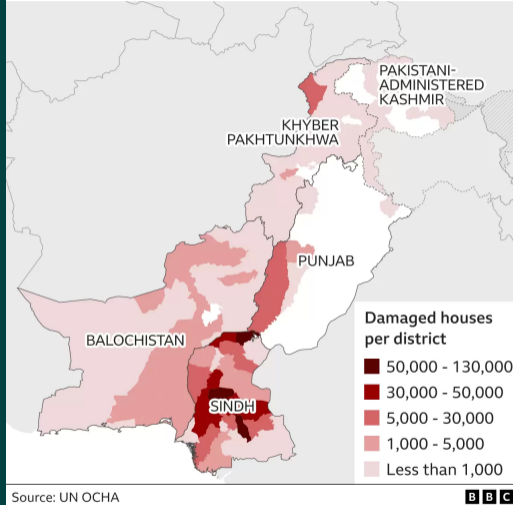 PAKISTANI-
ADMINISTERED
KASHMIR
KHYBER
PAKHTUNKHWA
PUNJAB
BALOCHISTAN
SINDH
Damaged houses
per district
50,000 - 130,000
30,000 - 50,000
5,000 - 30,000
1,000 - 5,000
Less than 1,000
Source: UN OCHA
BBC